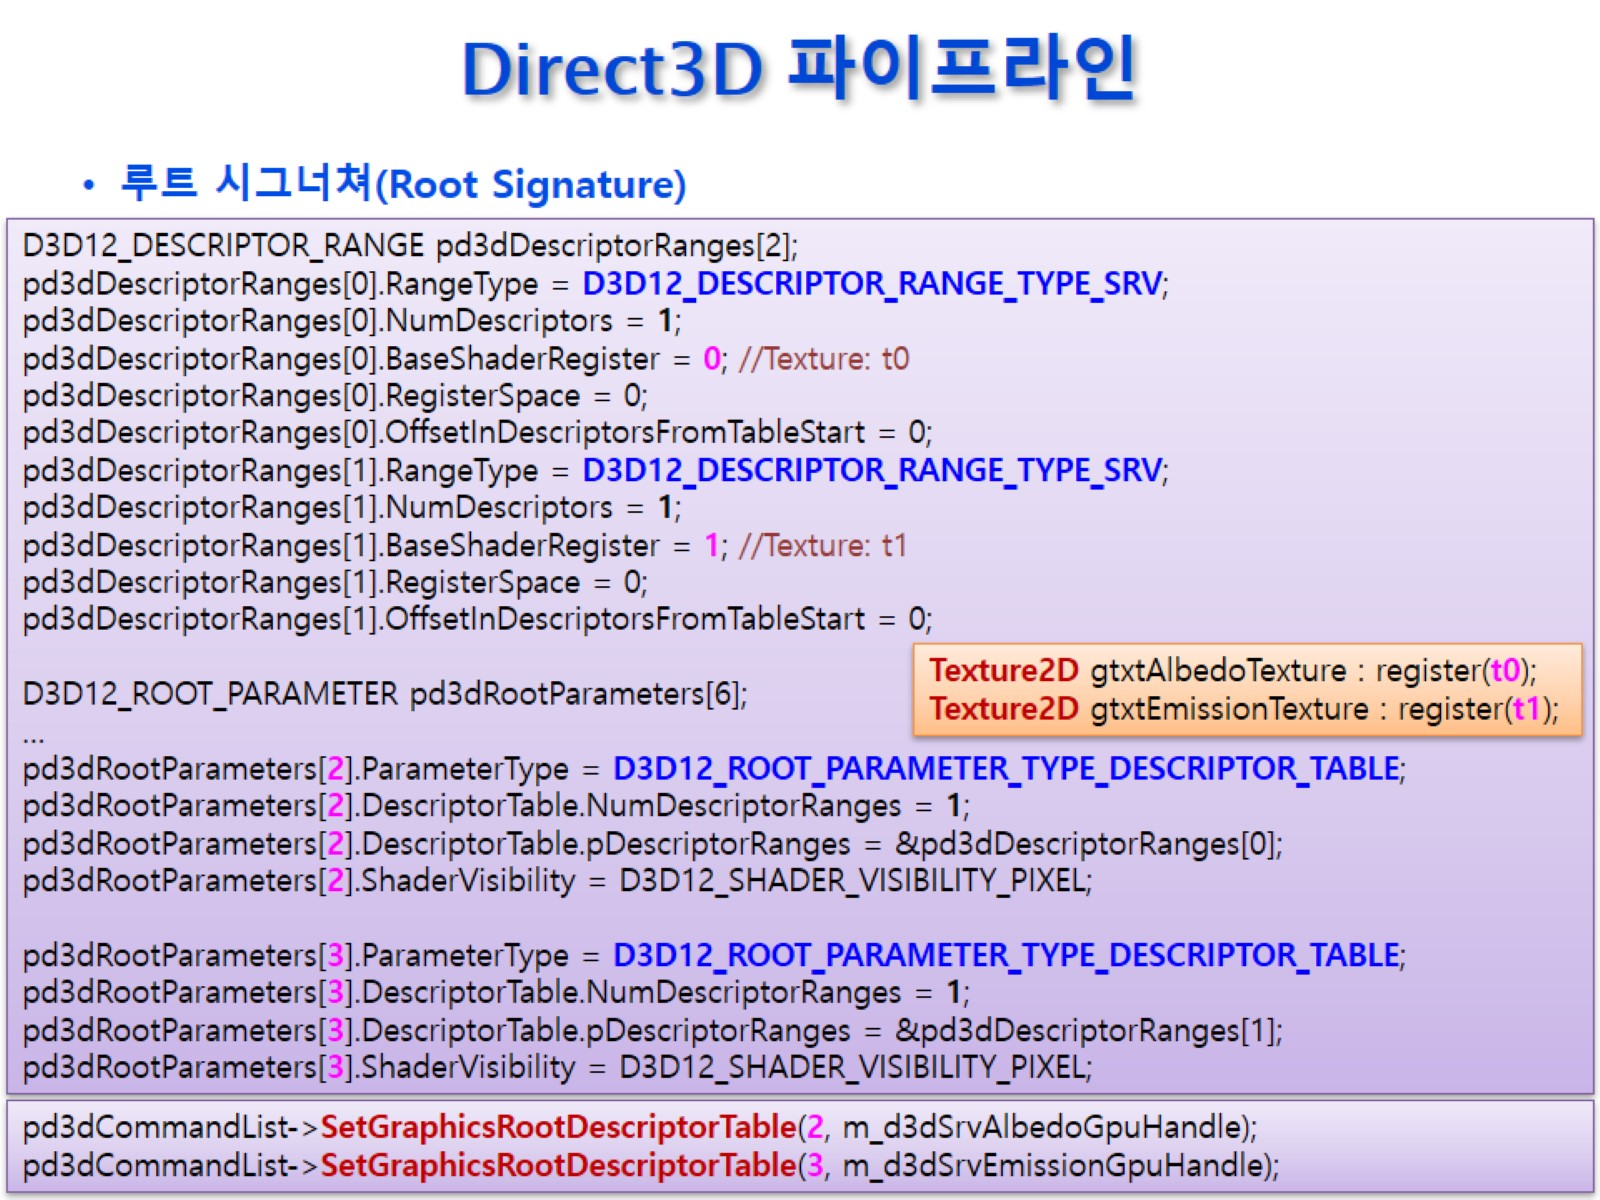 Direct3D 파이프라인
• 루트 시그너쳐(Root Signature)
D3D12_DESCRIPTOR_RANGE pd3dDescriptorRanges[2];
pd3dDescriptorRanges[0].RangeType = D3D12_DESCRIPTOR_RANGE_TYPE_SRV;
pd3dDescriptorRanges[0].NumDescriptors = 1;
pd3dDescriptorRanges[0].BaseShaderRegister = 0; //Texture: t0
pd3dDescriptorRanges[0].RegisterSpace = 0;
pd3dDescriptorRanges[0].OffsetInDescriptorsFromTableStart = 0;
pd3dDescriptorRanges[1].RangeType = D3D12_DESCRIPTOR_RANGE_TYPE_SRV;
pd3dDescriptorRanges[1].NumDescriptors = 1;
pd3dDescriptorRanges[1].BaseShaderRegister = 1; //Texture: t1
pd3dDescriptorRanges[1].RegisterSpace = 0;
pd3dDescriptorRanges[1].OffsetInDescriptorsFromTableStart = 0;
Texture2D gtxtAlbedoTexture : register(t0);
Texture2D gtxtEmissionTexture : register(t1);
D3D12_ROOT_PARAMETER pd3dRootParameters[6];
...
pd3dRootParameters[2].ParameterType = D3D12_ROOT_PARAMETER_TYPE_DESCRIPTOR_TABLE;
pd3dRootParameters[2].DescriptorTable.NumDescriptorRanges = 1;
pd3dRootParameters[2].DescriptorTable.pDescriptorRanges = &pd3dDescriptorRanges[0];
pd3dRootParameters[2].ShaderVisibility = D3D12_SHADER_VISIBILITY_PIXEL;
pd3dRootParameters[3].ParameterType = D3D12_ROOT_PARAMETER_TYPE_DESCRIPTOR_TABLE;
pd3dRootParameters[3].DescriptorTable.NumDescriptorRanges = 1;
pd3dRootParameters[3].DescriptorTable.pDescriptorRanges = &pd3dDescriptorRanges[1];
pd3dRootParameters[3].ShaderVisibility = D3D12_SHADER_VISIBILITY_PIXEL;
pd3dCommandList->SetGraphicsRootDescriptorTable(2, m_d3dSrvAlbedoGpuHandle);
pd3dCommandList->SetGraphicsRootDescriptorTable(3, m_d3dSrvEmissionGpuHandle);